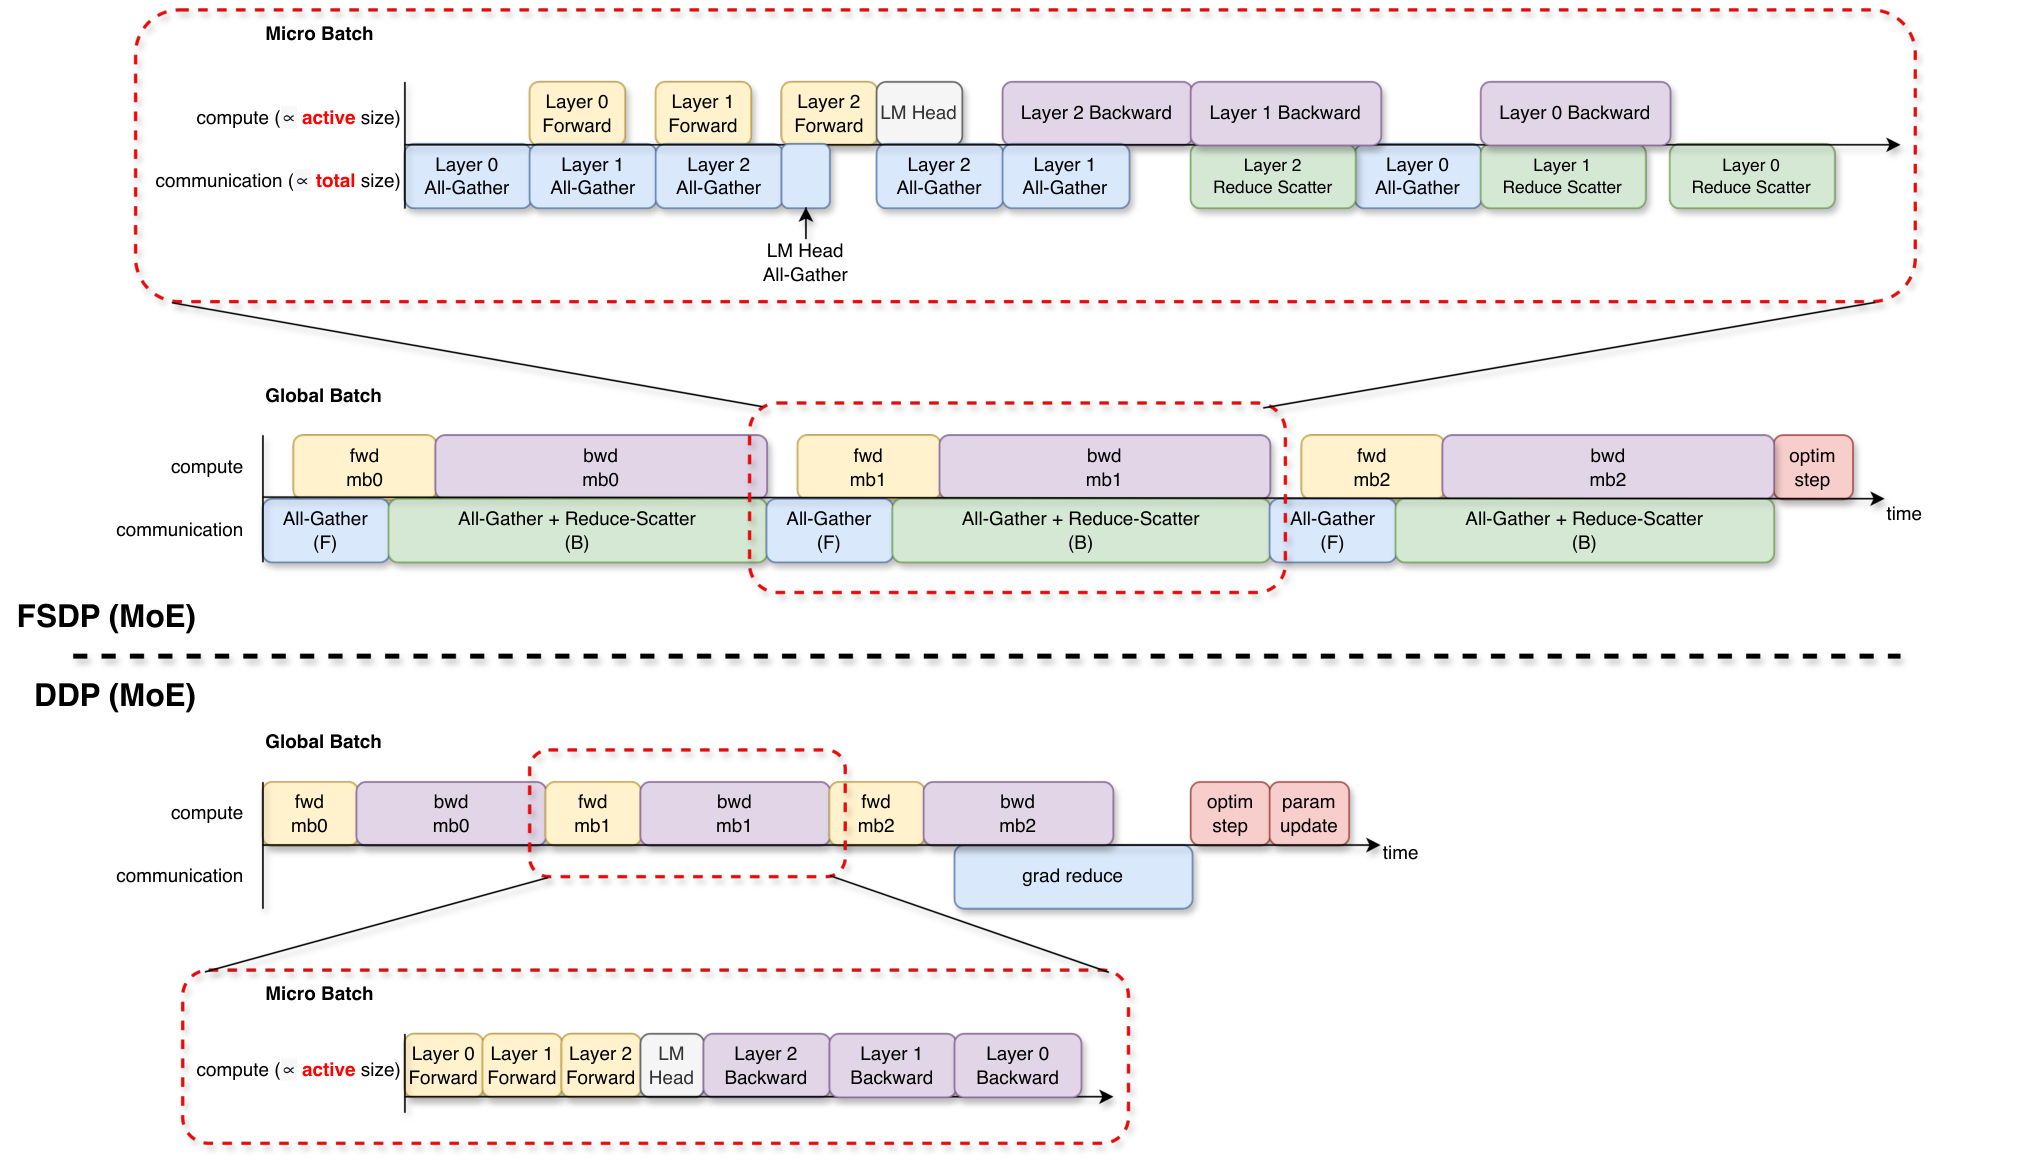 Micro Batch
compute (∝ active size)
Layer 0
Forward
Layer 1
Forward
Layer 2
Forward
LM Head
Layer 2 Backward
Layer 1 Backward
Layer 0 Backward
communication (∝ total size)
Layer 0
All-Gather
Layer 1
All-Gather
Layer 2
All-Gather
Layer 2
All-Gather
Layer 1
All-Gather
Layer 2
Reduce Scatter
Layer 0
All-Gather
Layer 1
Reduce Scatter
Layer 0
Reduce Scatter
LM Head
All-Gather
Global Batch
compute
fwd
mb0
bwd
mb0
fwd
mb1
bwd
mb1
fwd
mb2
bwd
mb2
optim
step
time
communication
All-Gather
(F)
All-Gather + Reduce-Scatter
(B)
All-Gather
(F)
All-Gather + Reduce-Scatter
(B)
All-Gather
(F)
All-Gather + Reduce-Scatter
(B)
FSDP (MoE)
DDP (MoE)
Global Batch
compute
fwd
mb0
bwd
mb0
fwd
mb1
bwd
mb1
fwd
mb2
bwd
mb2
optim
step
param
update
time
communication
grad reduce
Micro Batch
compute (∝ active size)
Layer 0
Forward
Layer 1
Forward
Layer 2
Forward
LM
Head
Layer 2
Backward
Layer 1
Backward
Layer 0
Backward